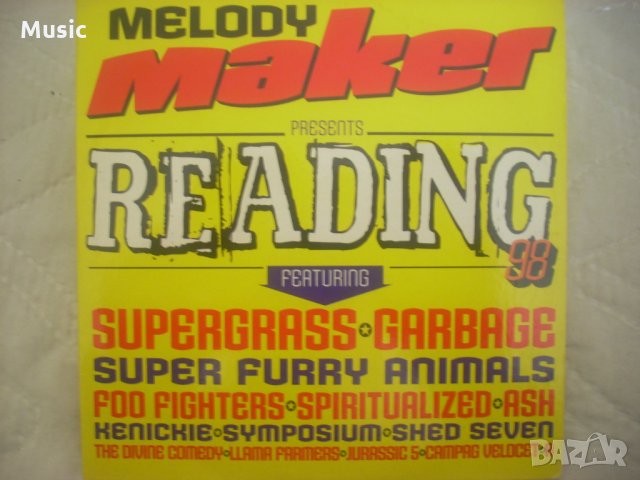 Music
MELODY
maker
PRESENTS
READING
98
FEATURING
SUPERGRASS✪GARBAGE
SUPER FURRY ANIMALS
FOO FIGHTERS✪SPIRITUALIZED✪ASH
KENICKIE✪SYMPOSIUM✪SHED SEVEN
THE DIVINE COMEDY✪LLAMA FARMERS✪JURASSIC 5✪CAMPAG
BAZAR